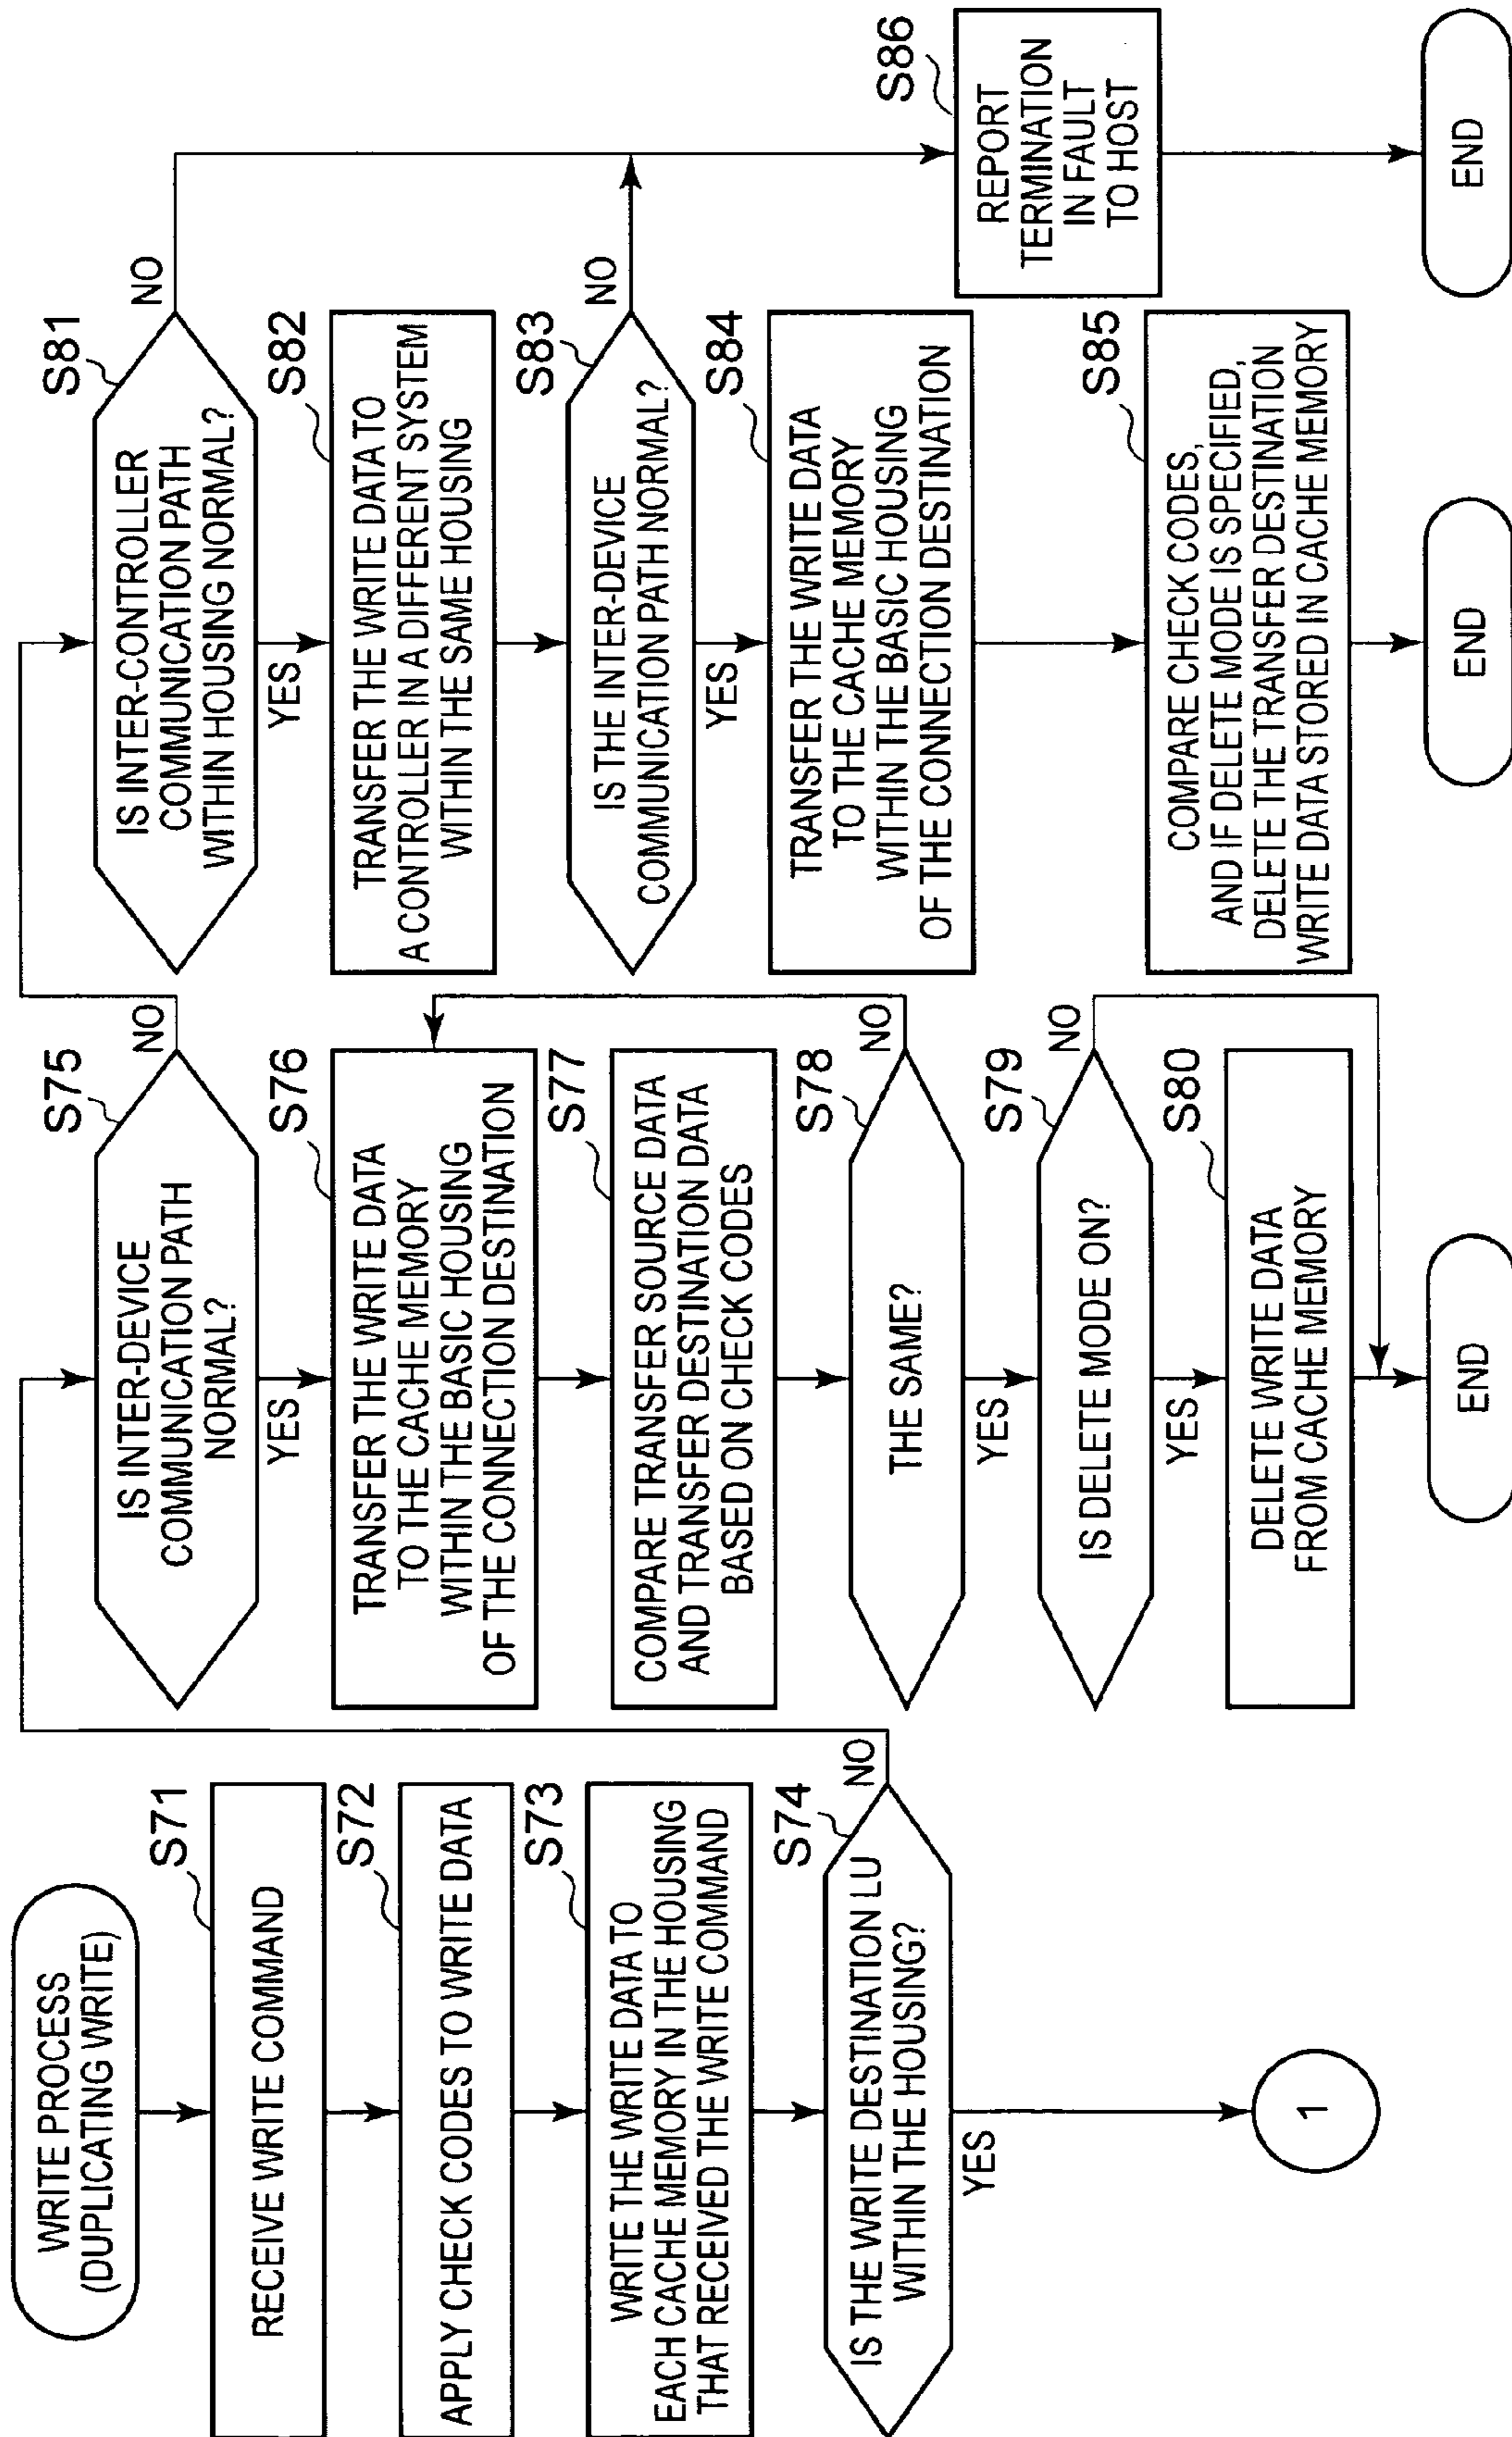 WRITE PROCESS
(DUPLICATING WRITE)
S71
RECEIVE WRITE COMMAND
S72
APPLY CHECK CODES TO WRITE DATA
S73
WRITE THE WRITE DATA TO
EACH CACHE MEMORY IN THE HOUSING
THAT RECEIVED THE WRITE COMMAND
S74
IS THE WRITE DESTINATION LU
WITHIN THE HOUSING?
NO
YES
1
S75
IS INTER-DEVICE
COMMUNICATION PATH
NORMAL?
NO
YES
S76
TRANSFER THE WRITE DATA
TO THE CACHE MEMORY
WITHIN THE BASIC HOUSING
OF THE CONNECTION DESTINATION
S77
COMPARE TRANSFER SOURCE DATA
AND TRANSFER DESTINATION DATA
BASED ON CHECK CODES
S78
THE SAME?
NO
YES
S79
IS DELETE MODE ON?
NO
YES
S80
DELETE WRITE DATA
FROM CACHE MEMORY
END
S81
IS INTER-CONTROLLER
COMMUNICATION PATH
WITHIN HOUSING NORMAL?
NO
YES
S82
TRANSFER THE WRITE DATA TO
A CONTROLLER IN A DIFFERENT SYSTEM
WITHIN THE SAME HOUSING
S83
IS THE INTER-DEVICE
COMMUNICATION PATH NORMAL?
NO
YES
S84
TRANSFER THE WRITE DATA
TO THE CACHE MEMORY
WITHIN THE BASIC HOUSING
OF THE CONNECTION DESTINATION
S85
COMPARE CHECK CODES,
AND IF DELETE MODE IS SPECIFIED,
DELETE THE TRANSFER DESTINATION
WRITE DATA STORED IN CACHE MEMORY
END
S86
REPORT
TERMINATION
IN FAULT
TO HOST
END